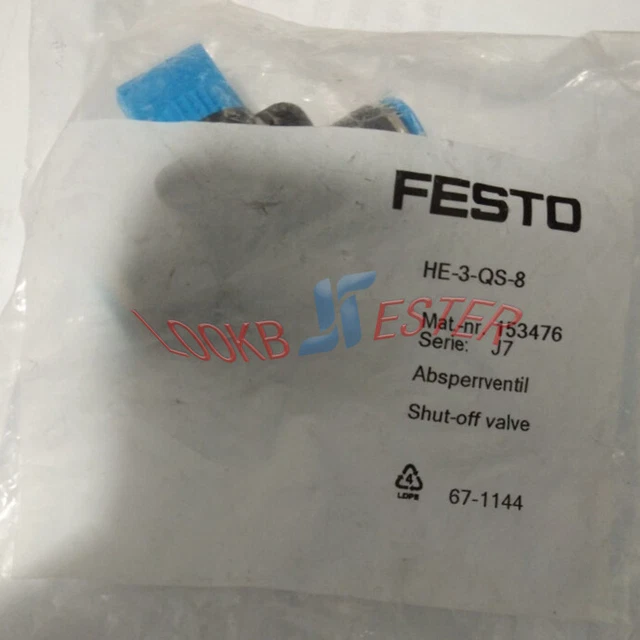 FESTO
HE-3-QS-8
LOOKB ESTER
Mat.-nr. 153476
Serie: J7
Absperrventil
Shut-off valve
4
LDPE
67-1144